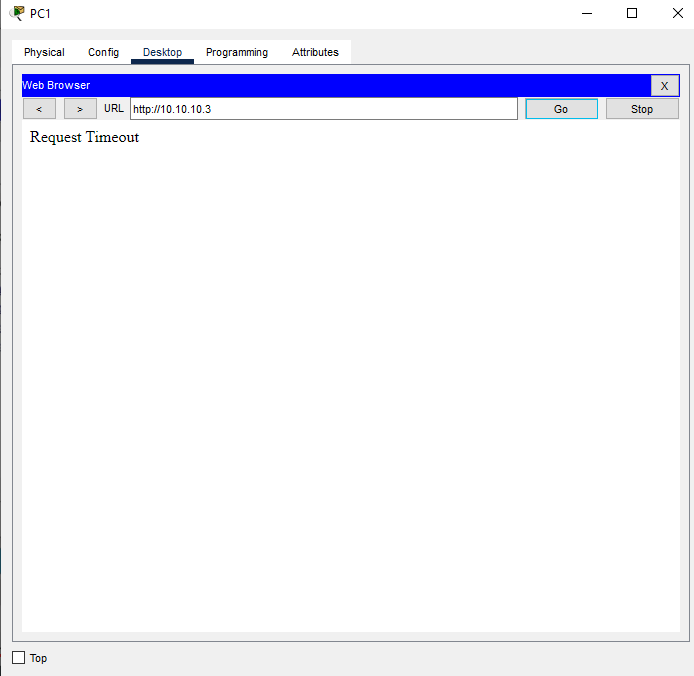 PC1
Physical Config Desktop Programming Attributes
Web Browser X
< > URL http://10.10.10.3 Go Stop
Request Timeout
Top